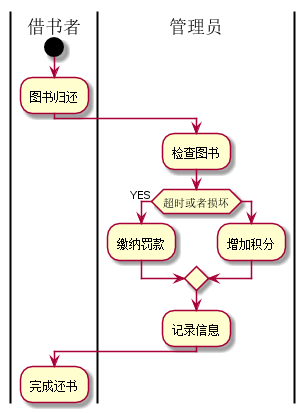 借书者
管理员
图书归还
检查图书
YES
超时或者损坏
缴纳罚款
增加积分
记录信息
完成还书